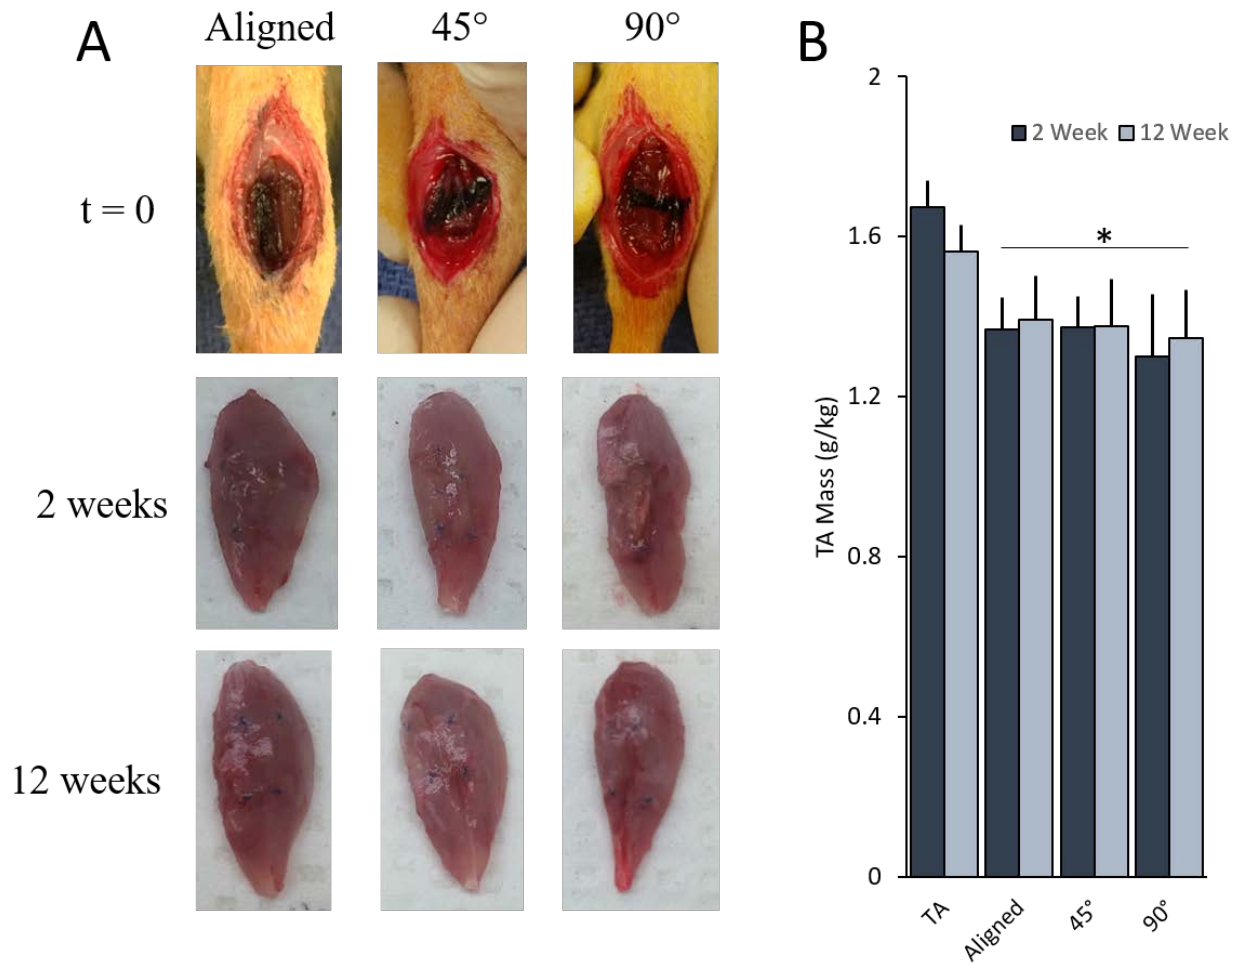 A
Aligned
45°
90°
t = 0
2 weeks
12 weeks
B
2 Week
12 Week
*
TA Mass (g/kg)
2
1.6
1.2
0.8
0.4
0
TA
Aligned
45°
90°